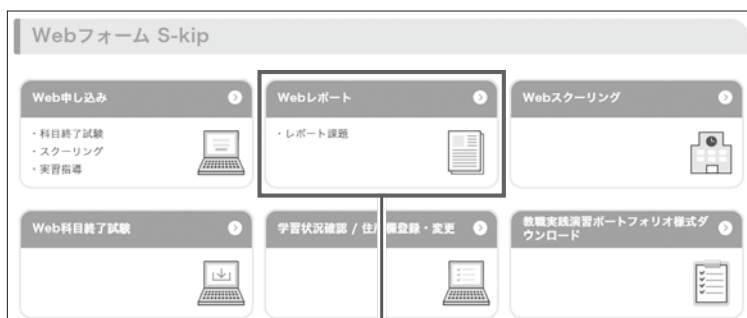 Webフォーム S-kip
Web申し込み
・科目終了試験
・スクーリング
・実習指導
Webレポート
・レポート課題
Webスクーリング
Web科目終了試験
学習状況確認 / 住 登録・変更
教職実践演習ポートフォリオ様式ダ
ウンロード